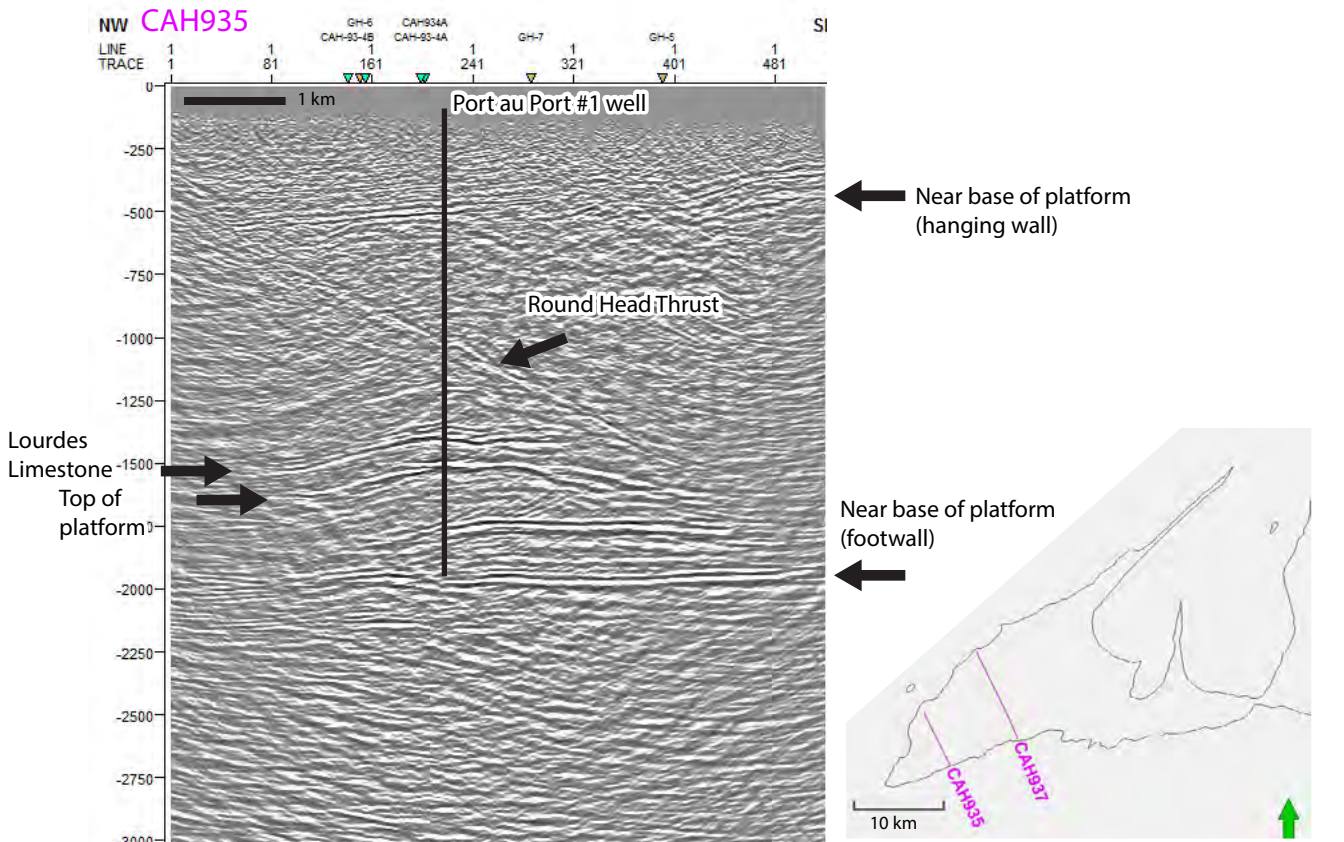 NW CAH935
GH-6 CAH934A
CAH-93-4B CAH-93-4A GH-7 GH-5
SE
LINE 1 1 1 1 1 1 1
TRACE 1 81 161 241 321 401 481
0
1 km
Port au Port #1 well
-250
Near base of platform
(hanging wall)
-500
-750
Round Head Thrust
-1000
-1250
Lourdes
Limestone
-1500
Top of
platform
Near base of platform
(footwall)
-2000
-2250
-2500
-2750
-3000
CAH937
CAH935
10 km